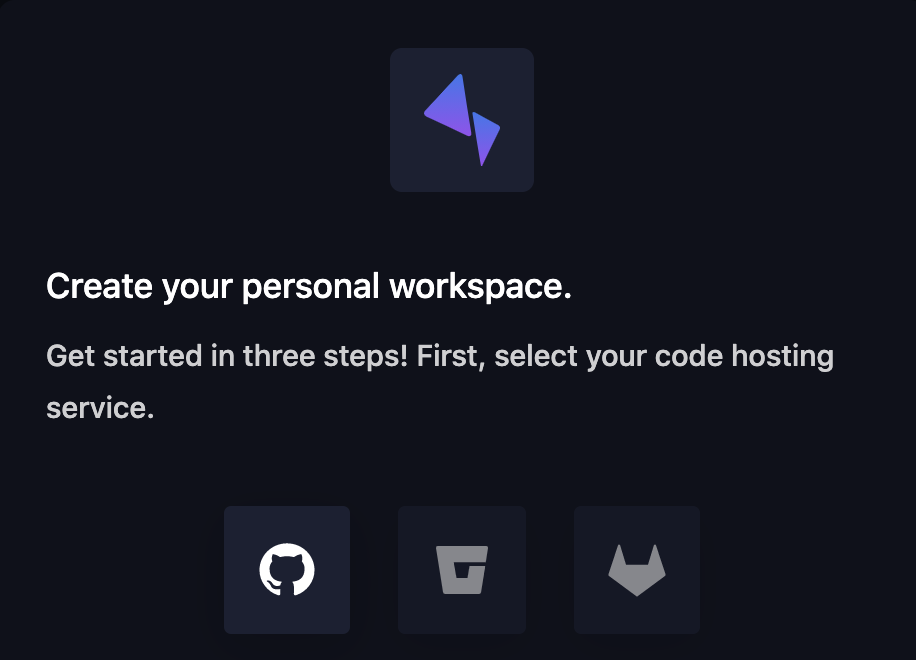 Create your personal workspace.
Get started in three steps! First, select your code hosting
service.